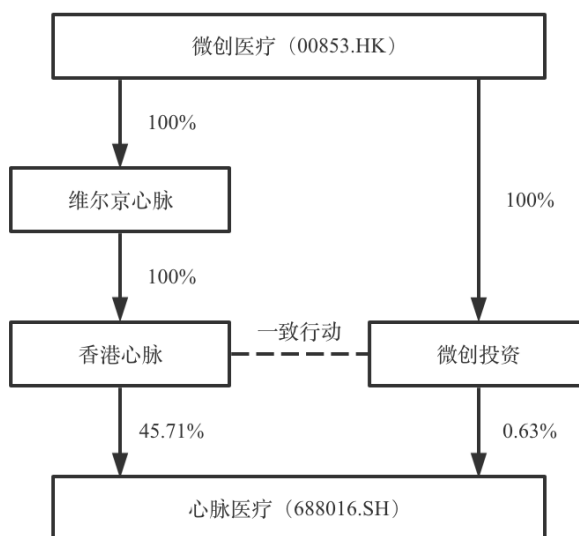 微创医疗（00853.HK）
100%
维尔京心脉
100%
100%
香港心脉
一致行动
微创投资
45.71%
0.63%
心脉医疗（688016.SH）